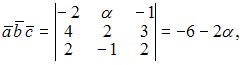 a̅ b̅ c̅ = | -2 α -1 |
| 4 2 3 | = -6 - 2α,
| 2 -1 2 |